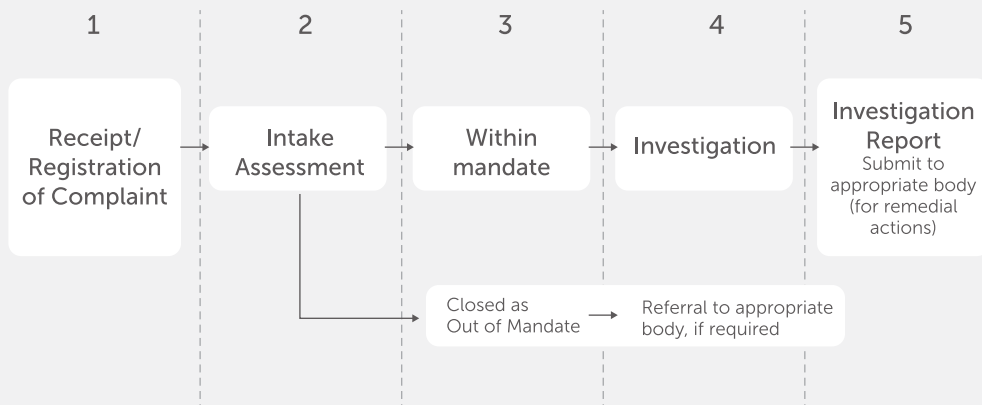 1
2
3
4
5
Receipt/
Registration
of Complaint
Intake
Assessment
Within
mandate
Investigation
Investigation
Report
Submit to
appropriate body
(for remedial
actions)
Closed as
Out of Mandate
Referral to appropriate
body, if required